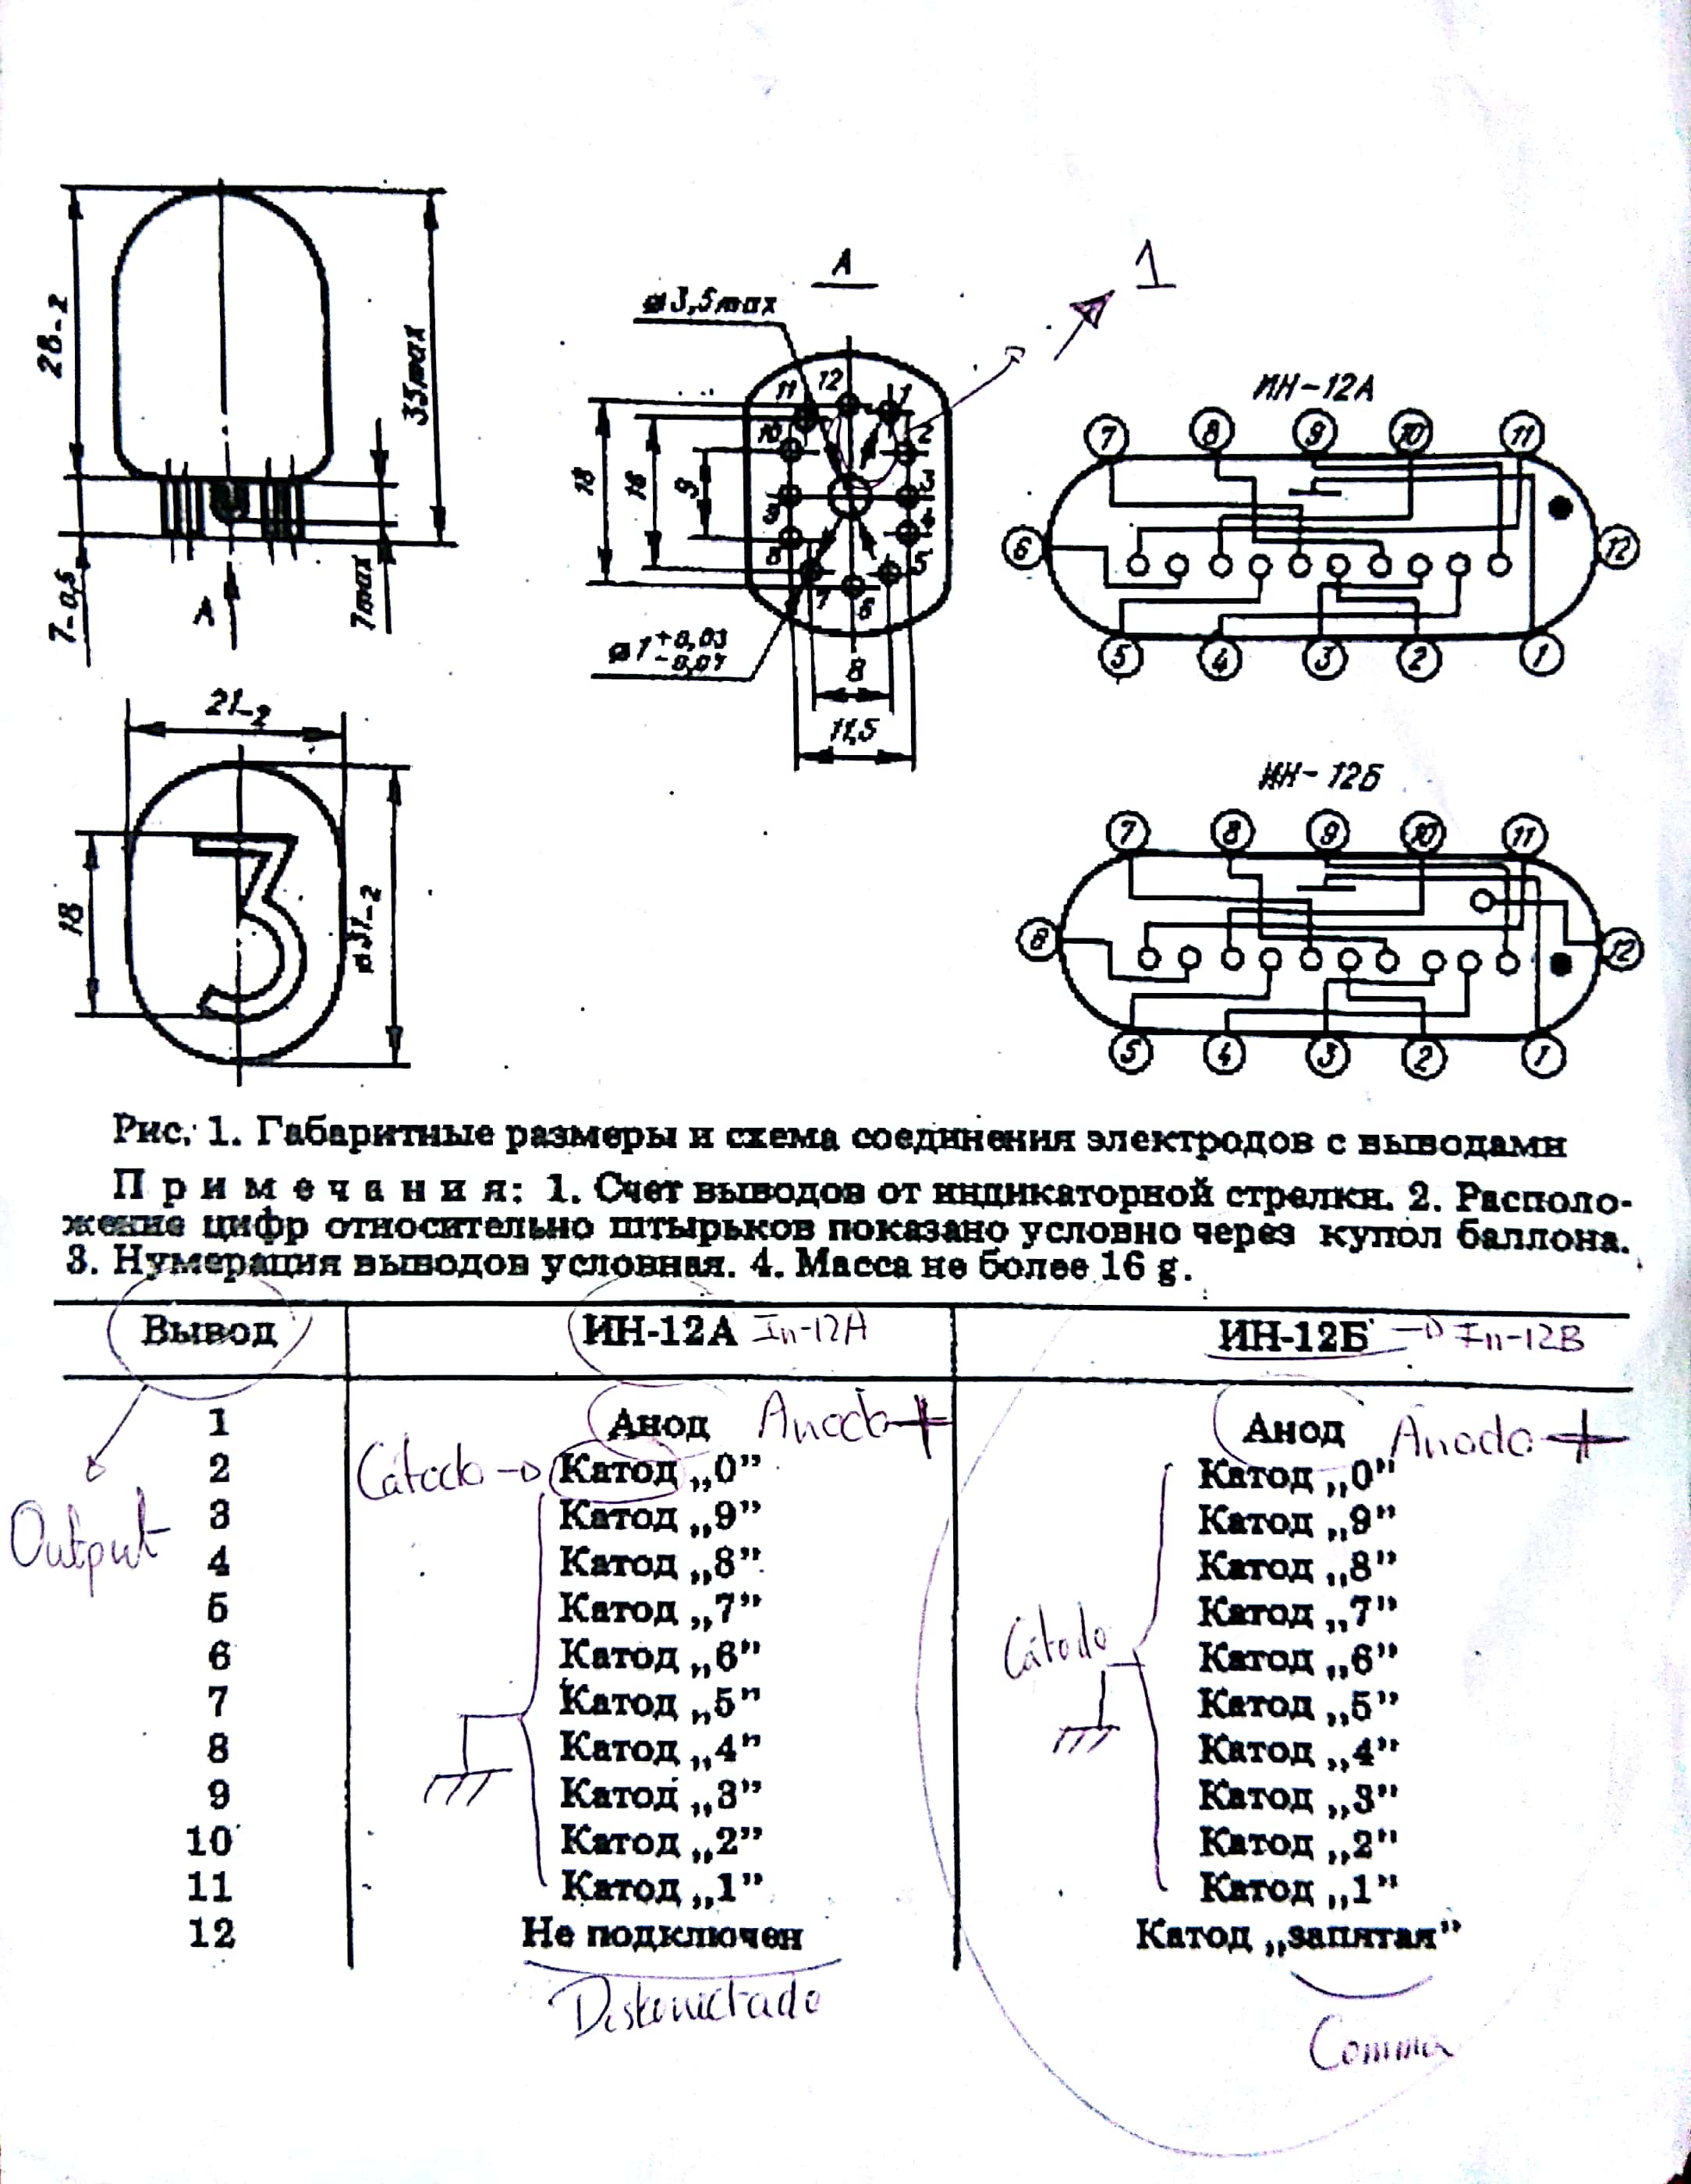 28-2
33max
7-0,5
A
7max
A
1
ø3,5max
12
11
1
10
2
3
9
4
8
5
7
6
18
16
9
ø1 +0,03 -0,07
8
11,5
ИН-12А
7 8 9 10 11
6 12
5 4 3 2 1
21-2
18
ø31-2
ИН-12Б
7 8 9 10 11
6 12
5 4 3 2 1
Рис. 1. Габаритные размеры и схема соединения электродов с выводами
Примечания: 1. Счет выводов от индикаторной стрелки. 2. Располо-
жение цифр относительно штырьков показано условно через купол баллона.
3. Нумерация выводов условная. 4. Масса не более 16 g.
Вывод ИН-12А In-12A ИН-12Б In-12B
1 Анод Anodo + Анод Anodo +
2 Catodo Катод „0” Катод „0”
Output
3 Катод „9” Катод „9”
4 Катод „8” Катод „8”
5 Катод „7” Катод „7”
6 Катод „6” Cátodo Катод „6”
7 Катод „5” Катод „5”
8 Катод „4” Катод „4”
9 Катод „3” Катод „3”
10 Катод „2” Катод „2”
11 Катод „1” Катод „1”
12 Не подключен Катод „запятая”
Diskonectado
Comma